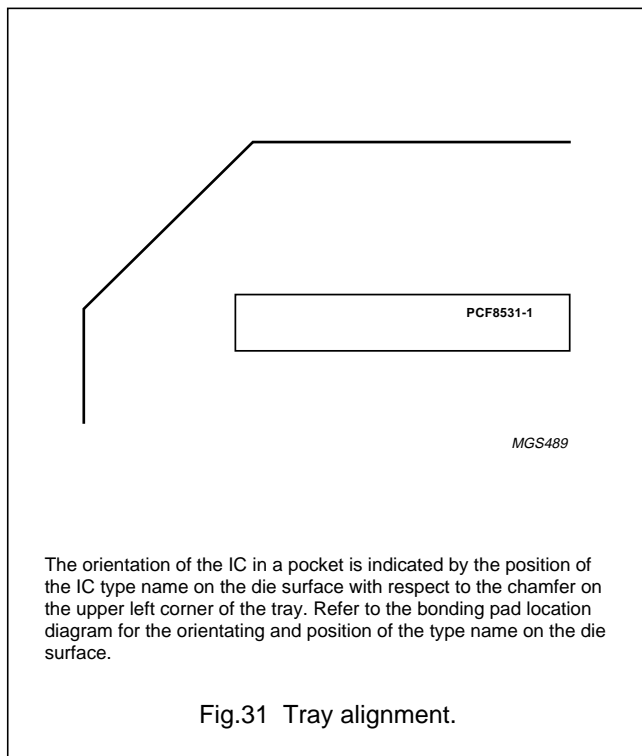 PCF8531-1
MGS489
The orientation of the IC in a pocket is indicated by the position of
the IC type name on the die surface with respect to the chamfer on
the upper left corner of the tray. Refer to the bonding pad location
diagram for the orientating and position of the type name on the die
surface.
Fig.31 Tray alignment.